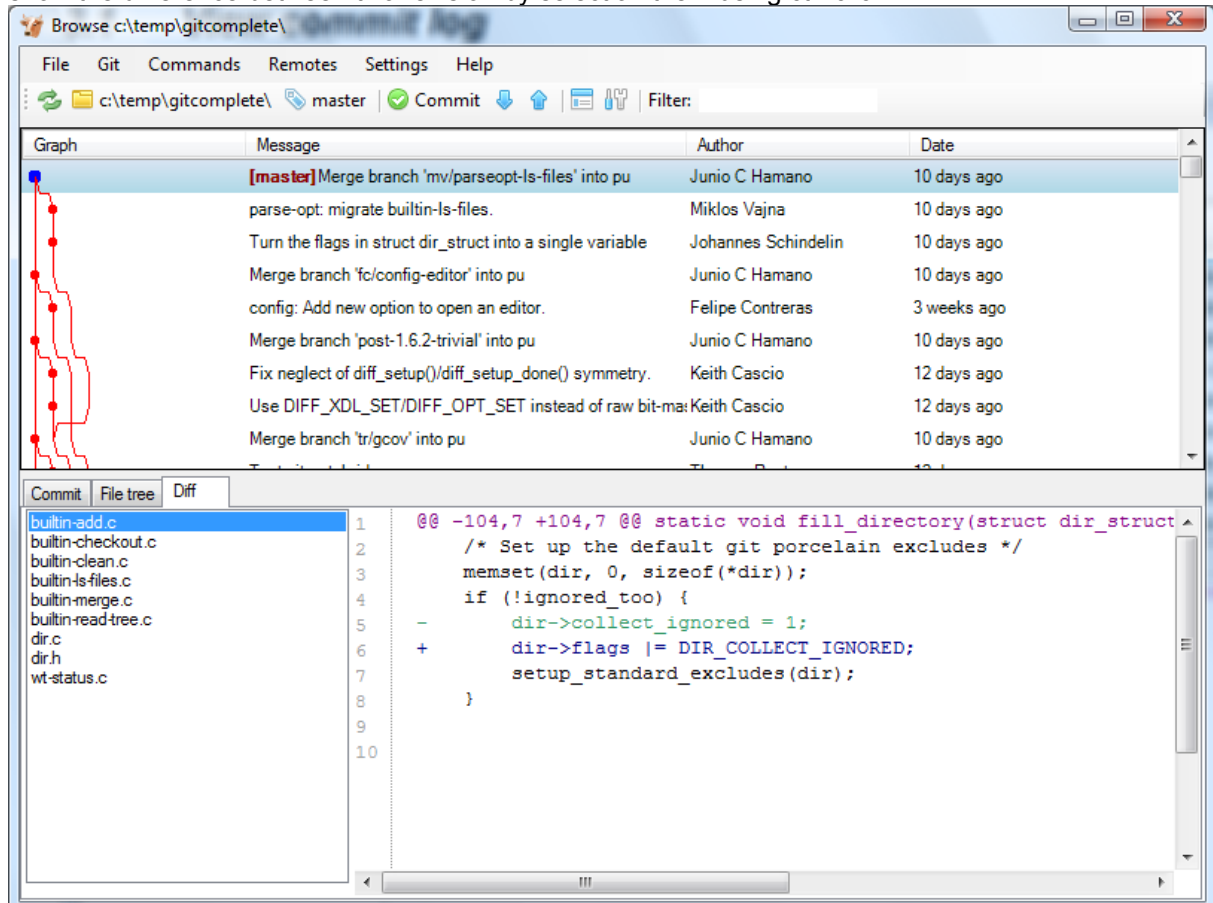 Browse c:\temp\gitcomplete\
File Git Commands Remotes Settings Help
c:\temp\gitcomplete\ master Commit Filter:
Graph Message Author Date
[master]Merge branch 'mv/parseopt-ls-files' into pu Junio C Hamano 10 days ago
parse-opt: migrate builtin-ls-files. Miklos Vajna 10 days ago
Turn the flags in struct dir_struct into a single variable Johannes Schindelin 10 days ago
Merge branch 'fc/config-editor' into pu Junio C Hamano 10 days ago
config: Add new option to open an editor. Felipe Contreras 3 weeks ago
Merge branch 'post-1.6.2-trivial' into pu Junio C Hamano 10 days ago
Fix neglect of diff_setup()/diff_setup_done() symmetry. Keith Cascio 12 days ago
Use DIFF_XDL_SET/DIFF_OPT_SET instead of raw bit-ma: Keith Cascio 12 days ago
Merge branch 'tr/gcov' into pu Junio C Hamano 10 days ago
Commit File tree Diff
builtin-add.c
builtin-checkout.c
builtin-clean.c
builtin-ls-files.c
builtin-merge.c
builtin-read-tree.c
dir.c
dir.h
wt-status.c
1 @@ -104,7 +104,7 @@ static void fill_directory(struct dir_struct
2 /* Set up the default git porcelain excludes */
3 memset(dir, 0, sizeof(*dir));
4 if (!ignored_too) {
5 - dir->collect_ignored = 1;
6 + dir->flags |= DIR_COLLECT_IGNORED;
7 setup_standard_excludes(dir);
8 }
9
10